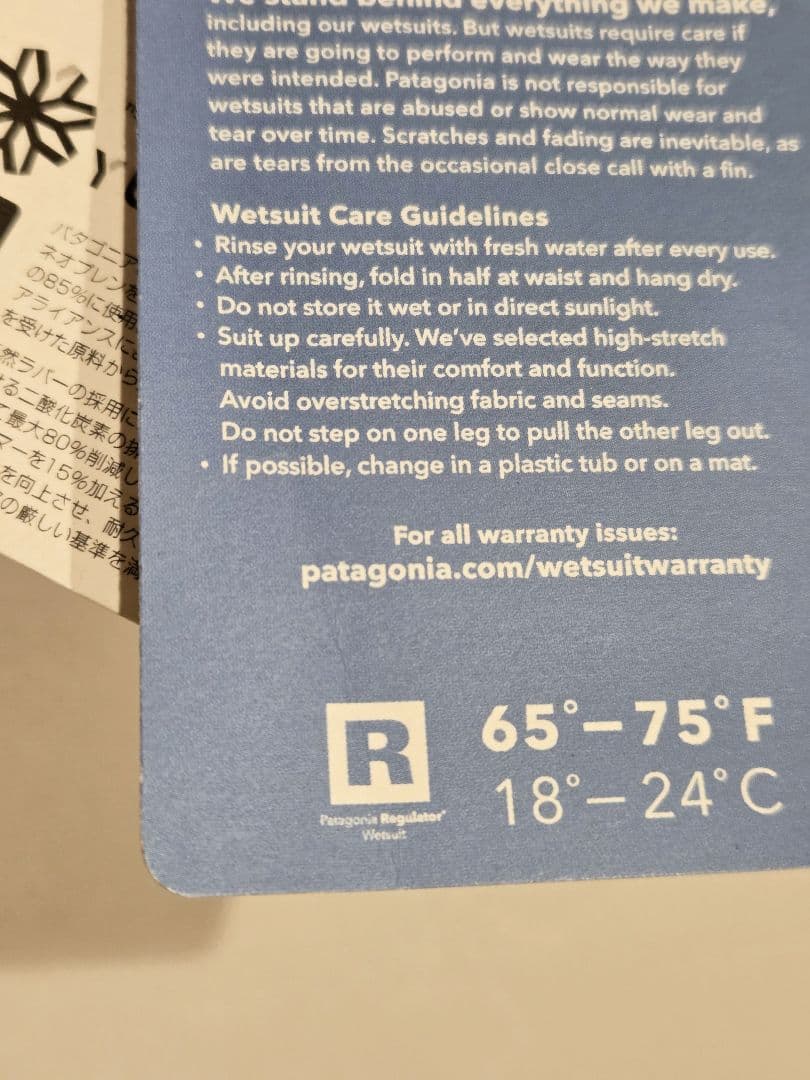 We stand behind everything we make,
including our wetsuits. But wetsuits require care if
they are going to perform and wear the way they
were intended. Patagonia is not responsible for
wetsuits that are abused or show normal wear and
tear over time. Scratches and fading are inevitable, as
are tears from the occasional close call with a fin.
Wetsuit Care Guidelines
• Rinse your wetsuit with fresh water after every use.
• After rinsing, fold in half at waist and hang dry.
• Do not store it wet or in direct sunlight.
• Suit up carefully. We've selected high-stretch
materials for their comfort and function.
Avoid overstretching fabric and seams.
Do not step on one leg to pull the other leg out.
• If possible, change in a plastic tub or on a mat.
For all warranty issues:
patagonia.com/wetsuitwarranty
R
Patagonia Regulator®
Wetsuit
65°–75°F
18°–24°C
パタゴニア
ネオプレンを
の85%に使用
アライアンスに
を受けた原料から
然ラバーの採用に
る二酸化炭素の排
て最大80%削減し
マーを15%加える
を向上させ、耐久
の厳しい基準を満